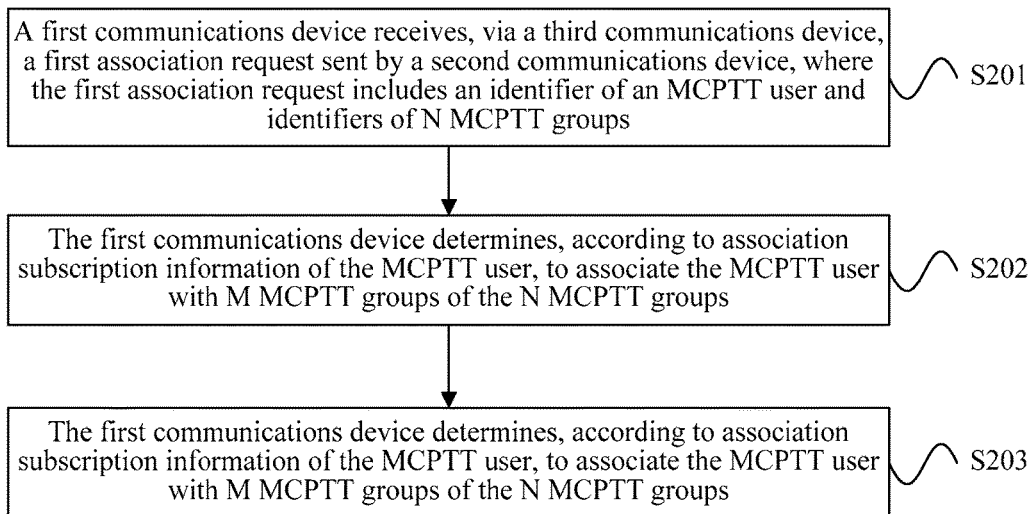 A first communications device receives, via a third communications device,
a first association request sent by a second communications device, where
the first association request includes an identifier of an MCPTT user and
identifiers of N MCPTT groups
S201
The first communications device determines, according to association
subscription information of the MCPTT user, to associate the MCPTT user
with M MCPTT groups of the N MCPTT groups
S202
The first communications device determines, according to association
subscription information of the MCPTT user, to associate the MCPTT user
with M MCPTT groups of the N MCPTT groups
S203